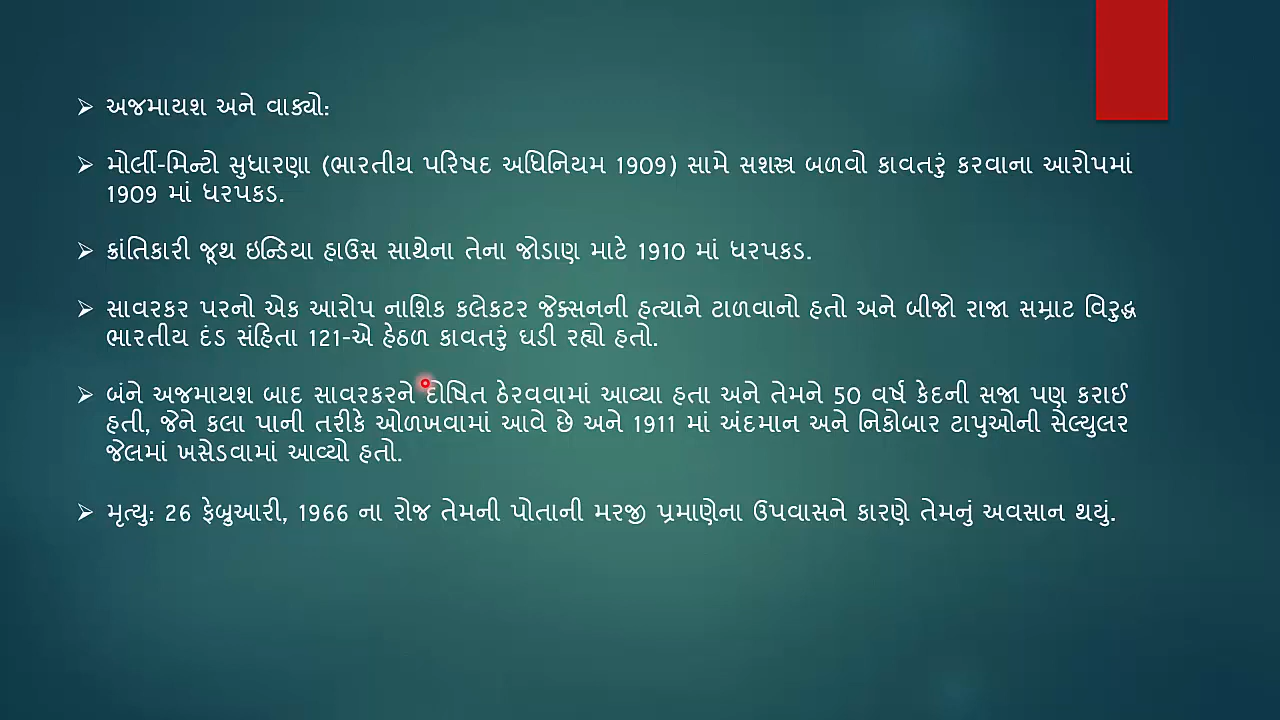 ➢ અજમાયશ અને વાક્યો:
➢ મોર્લી-મિન્ટો સુધારણા (ભારતીય પરિષદ અધિનિયમ 1909) સામે સશસ્ત્ર બળવો કાવતરું કરવાના આરોપમાં
1909 માં ધરપકડ.
➢ ક્રાંતિકારી જૂથ ઇન્ડિયા હાઉસ સાથેના તેના જોડાણ માટે 1910 માં ધરપકડ.
➢ સાવરકર પરનો એક આરોપ નાશિક કલેકટર જેક્સનની હત્યાને ટાળવાનો હતો અને બીજો રાજા સમ્રાટ વિરુદ્ધ
ભારતીય દંડ સંહિતા 121-એ હેઠળ કાવતરું ઘડી રહ્યો હતો.
➢ બંને અજમાયશ બાદ સાવરકરને દોષિત ઠેરવવામાં આવ્યા હતા અને તેમને 50 વર્ષ કેદની સજા પણ કરાઈ
હતી, જેને કલા પાની તરીકે ઓળખવામાં આવે છે અને 1911 માં અંદમાન અને નિકોબાર ટાપુઓની સેલ્યુલર
જેલમાં ખસેડવામાં આવ્યો હતો.
➢ મૃત્યુ: 26 ફેબ્રુઆરી, 1966 ના રોજ તેમની પોતાની મરજી પ્રમાણેના ઉપવાસને કારણે તેમનું અવસાન થયું.